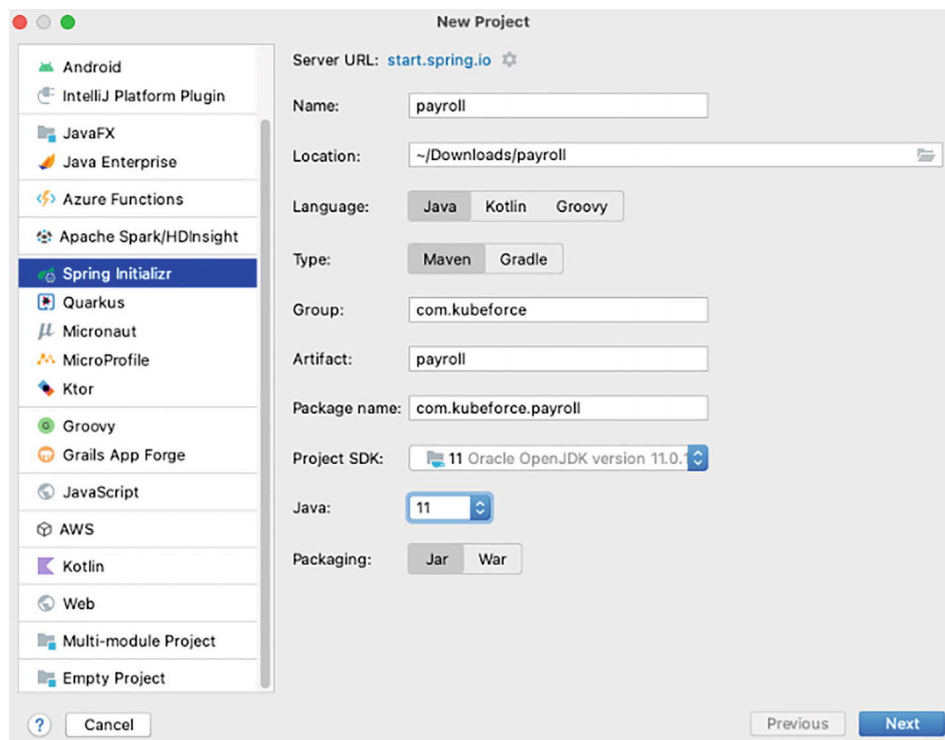 New Project
Android
IntelliJ Platform Plugin
JavaFX
Java Enterprise
Azure Functions
Apache Spark/HDInsight
Spring Initializr
Quarkus
Micronaut
MicroProfile
Ktor
Groovy
Grails App Forge
JavaScript
AWS
Kotlin
Web
Multi-module Project
Empty Project
Server URL: start.spring.io
Name: payroll
Location: ~/Downloads/payroll
Language: Java Kotlin Groovy
Type: Maven Gradle
Group: com.kubeforce
Artifact: payroll
Package name: com.kubeforce.payroll
Project SDK: 11 Oracle OpenJDK version 11.0.1
Java: 11
Packaging: Jar War
? Cancel Previous Next